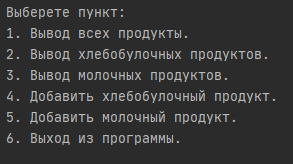 Выберете пункт:
1. Вывод всех продукты.
2. Вывод хлебобулочных продуктов.
3. Вывод молочных продуктов.
4. Добавить хлебобулочный продукт.
5. Добавить молочный продукт.
6. Выход из программы.